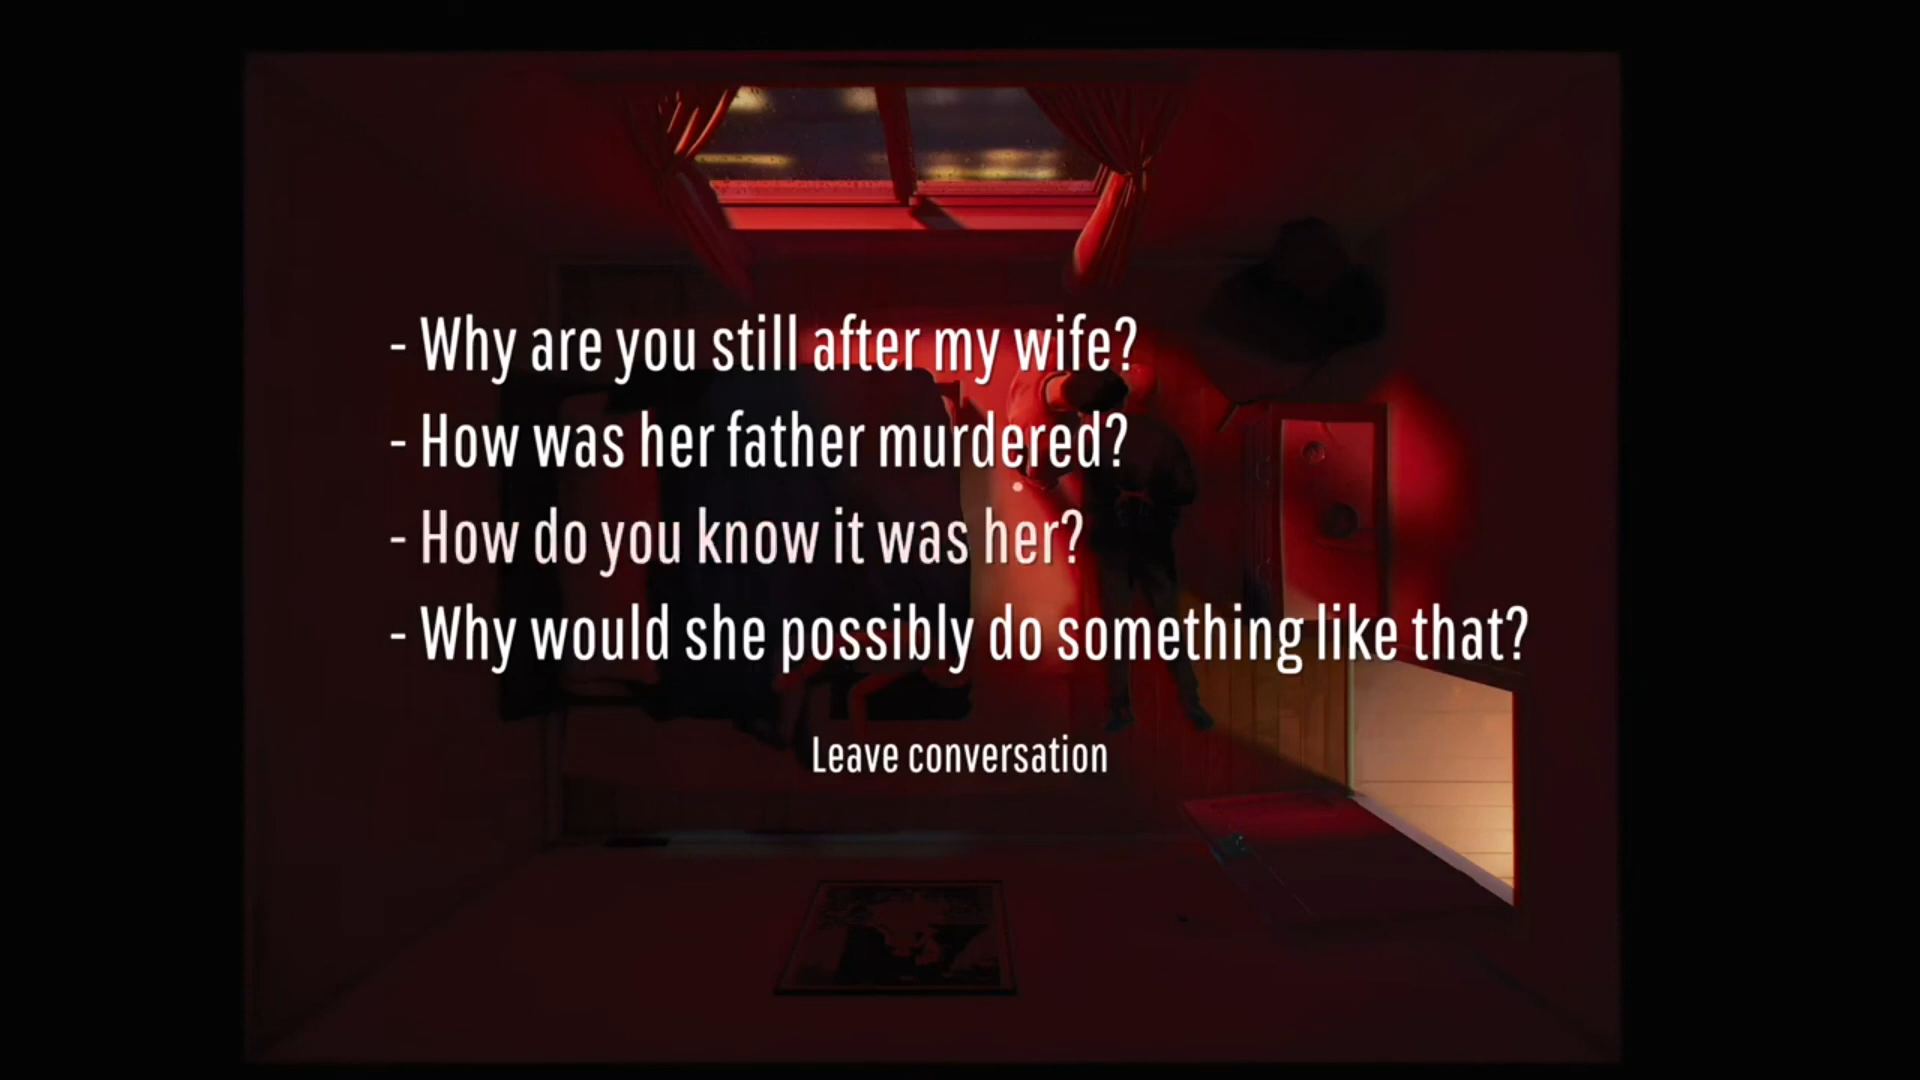 - Why are you still after my wife?
- How was her father murdered?
- How do you know it was her?
- Why would she possibly do something like that?
Leave conversation